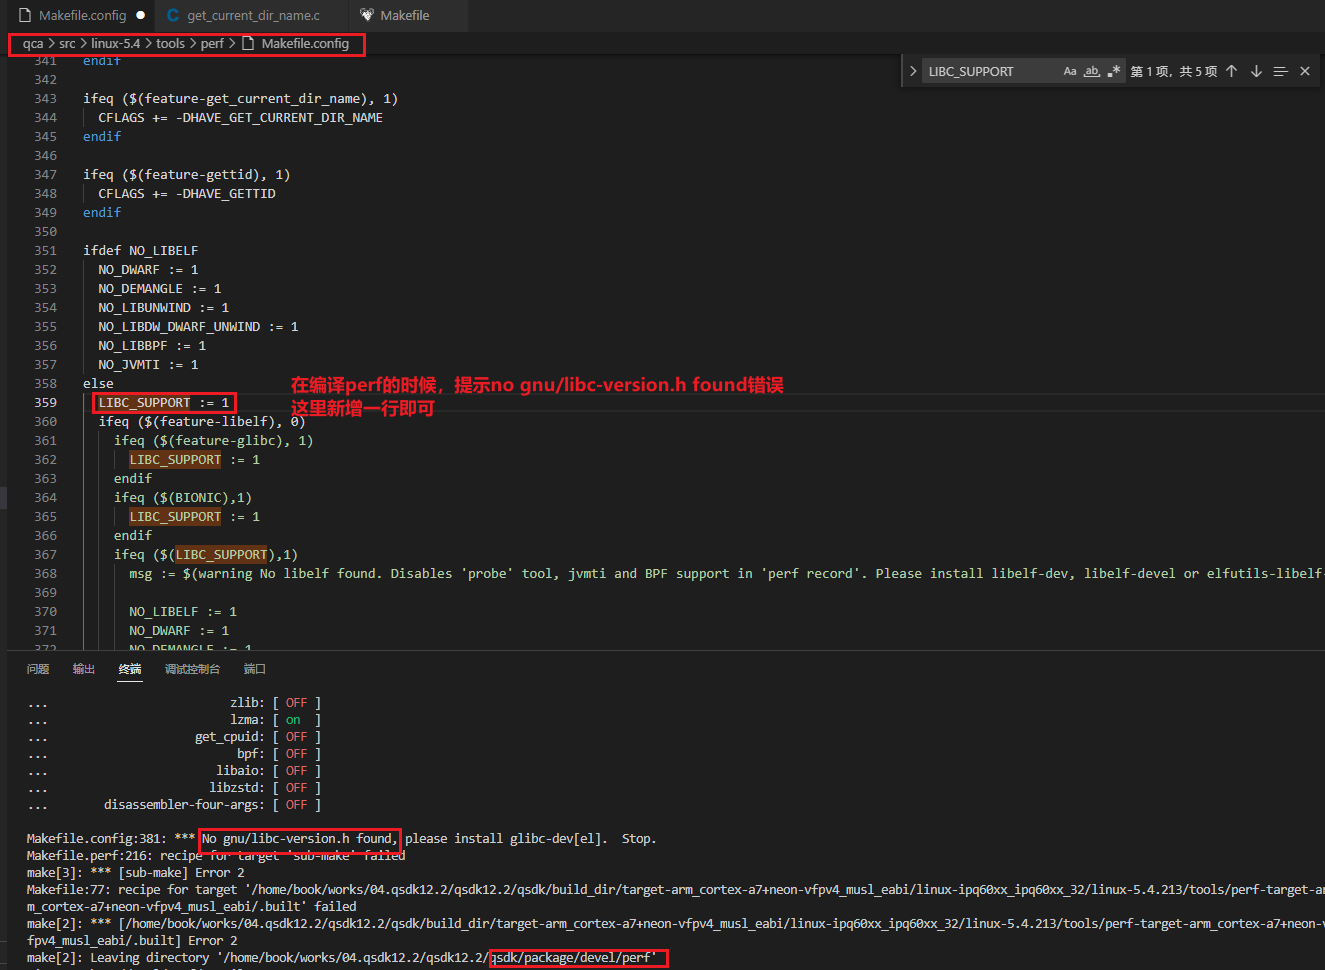 Makefile.config
get_current_dir_name.c
Makefile
qca > src > linux-5.4 > tools > perf > Makefile.config
LIBC_SUPPORT Aa ab, .* 第1项，共5项
341 endif
342
343 ifeq ($(feature-get_current_dir_name), 1)
344 CFLAGS += -DHAVE_GET_CURRENT_DIR_NAME
345 endif
346
347 ifeq ($(feature-gettid), 1)
348 CFLAGS += -DHAVE_GETTID
349 endif
350
351 ifdef NO_LIBELF
352 NO_DWARF := 1
353 NO_DEMANGLE := 1
354 NO_LIBUNWIND := 1
355 NO_LIBDW_DWARF_UNWIND := 1
356 NO_LIBBPF := 1
357 NO_JVMTI := 1
358 else
在编译perf的时候，提示no gnu/libc-version.h found错误
359 LIBC_SUPPORT := 1
这里新增一行即可
360 ifeq ($(feature-libelf), 0)
361 ifeq ($(feature-glibc), 1)
362 LIBC_SUPPORT := 1
363 endif
364 ifeq ($(BIONIC),1)
365 LIBC_SUPPORT := 1
366 endif
367 ifeq ($(LIBC_SUPPORT),1)
368 msg := $(warning No libelf found. Disables 'probe' tool, jvmti and BPF support in 'perf record'. Please install libelf-dev, libelf-devel or elfutils-libelf-
369
370 NO_LIBELF := 1
371 NO_DWARF := 1
372 NO_DEMANGLE := 1
问题 输出 终端 调试控制台 端口
... zlib: [ OFF ]
... lzma: [ on ]
... get_cpuid: [ OFF ]
... bpf: [ OFF ]
... libaio: [ OFF ]
... libzstd: [ OFF ]
... disassembler-four-args: [ OFF ]
Makefile.config:381: *** No gnu/libc-version.h found, please install glibc-dev[el]. Stop.
Makefile.perf:216: recipe for target 'sub-make' failed
make[3]: *** [sub-make] Error 2
Makefile:77: recipe for target '/home/book/works/04.qsdk12.2/qsdk12.2/qsdk/build_dir/target-arm_cortex-a7+neon-vfpv4_musl_eabi/linux-ipq60xx_ipq60xx_32/linux-5.4.213/tools/perf-target-ar
m_cortex-a7+neon-vfpv4_musl_eabi/.built' failed
make[2]: *** [/home/book/works/04.qsdk12.2/qsdk12.2/qsdk/build_dir/target-arm_cortex-a7+neon-vfpv4_musl_eabi/linux-ipq60xx_ipq60xx_32/linux-5.4.213/tools/perf-target-arm_cortex-a7+neon-v
fpv4_musl_eabi/.built] Error 2
make[2]: Leaving directory '/home/book/works/04.qsdk12.2/qsdk12.2/qsdk/package/devel/perf'